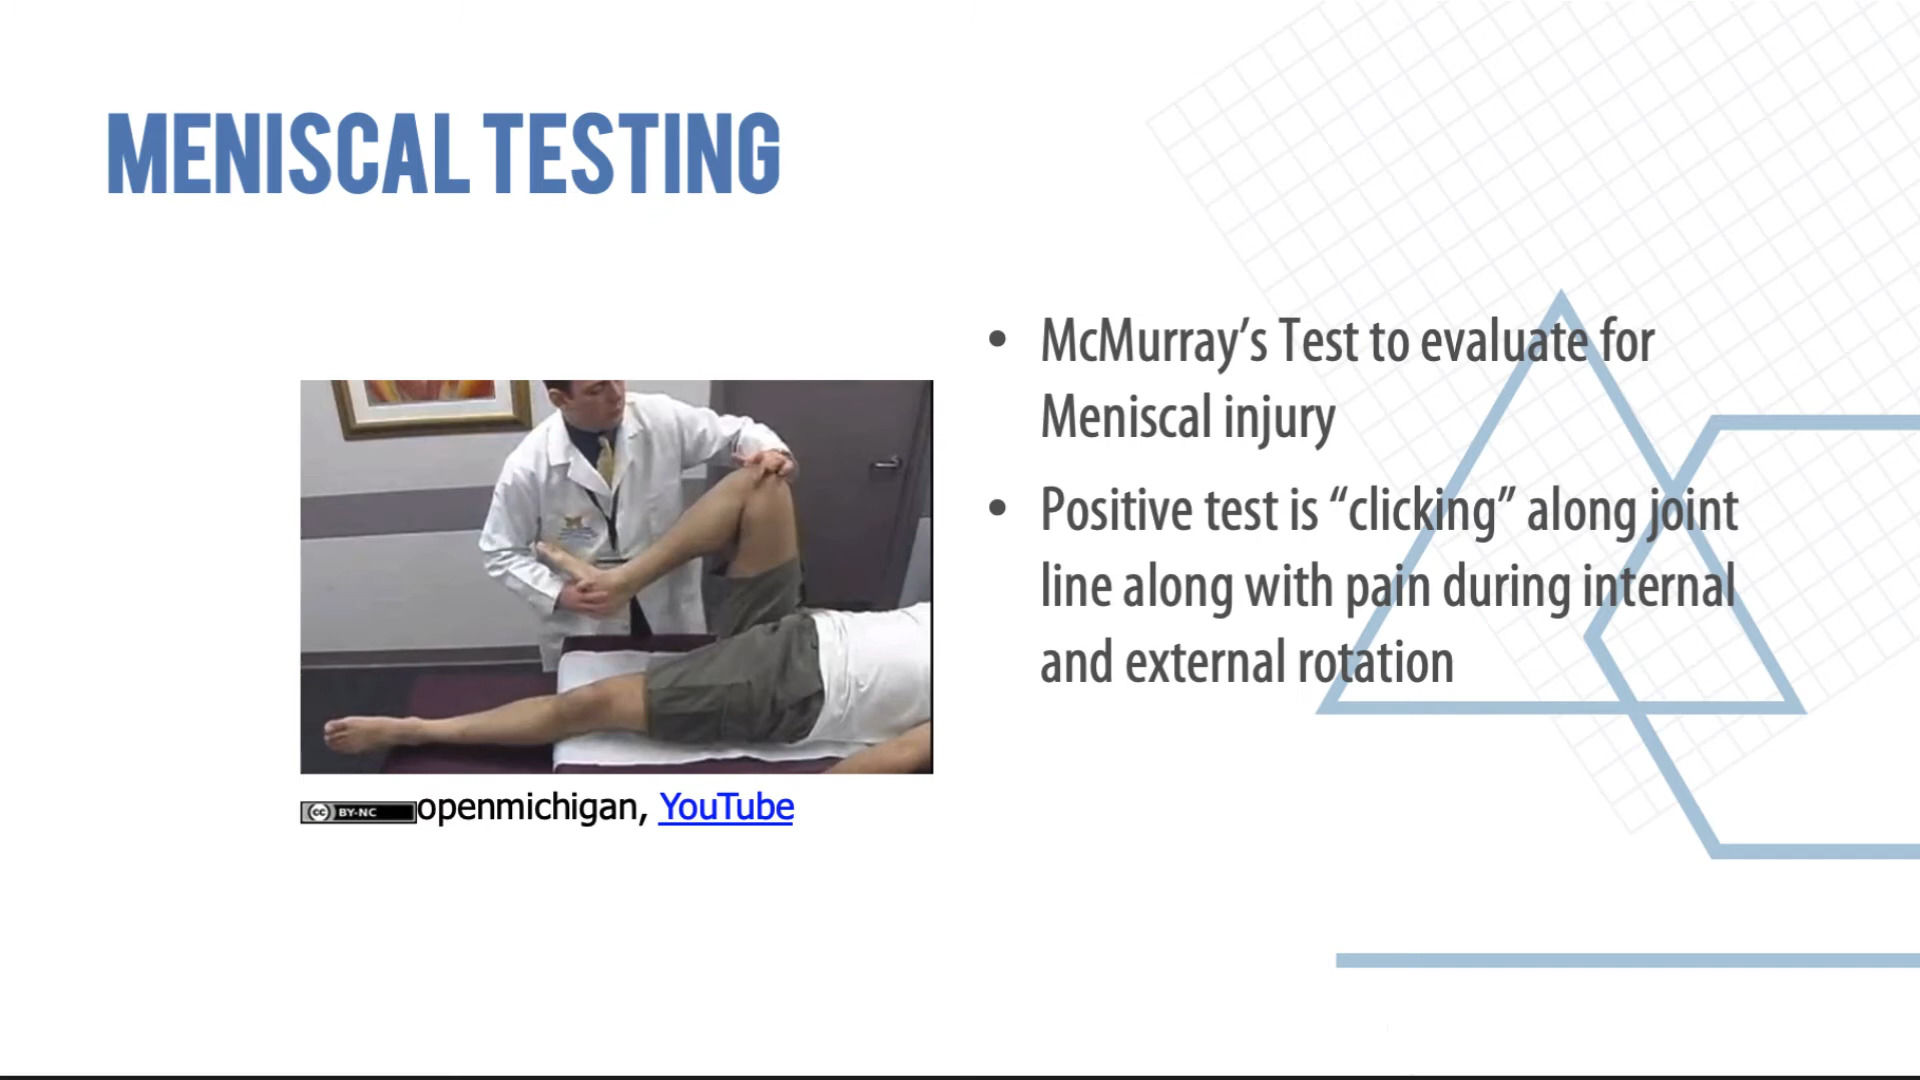 MENISCAL TESTING
• McMurray’s Test to evaluate for
Meniscal injury
• Positive test is “clicking” along joint
line along with pain during internal
and external rotation
cc BY-NC openmichigan, YouTube